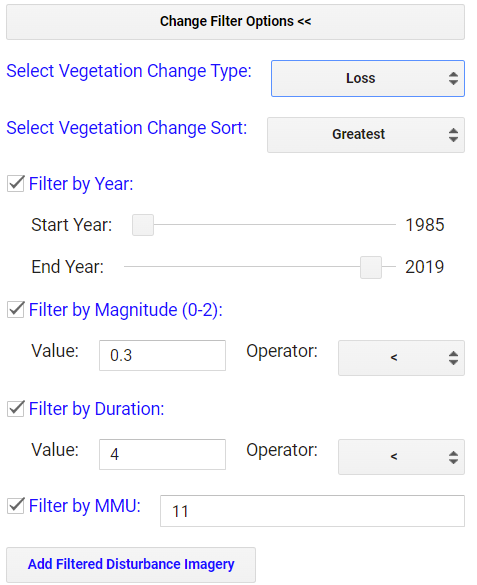 Change Filter Options <<
Select Vegetation Change Type: Loss
Select Vegetation Change Sort: Greatest
Filter by Year:
Start Year: 1985
End Year: 2019
Filter by Magnitude (0-2):
Value: 0.3 Operator: <
Filter by Duration:
Value: 4 Operator: <
Filter by MMU: 11
Add Filtered Disturbance Imagery